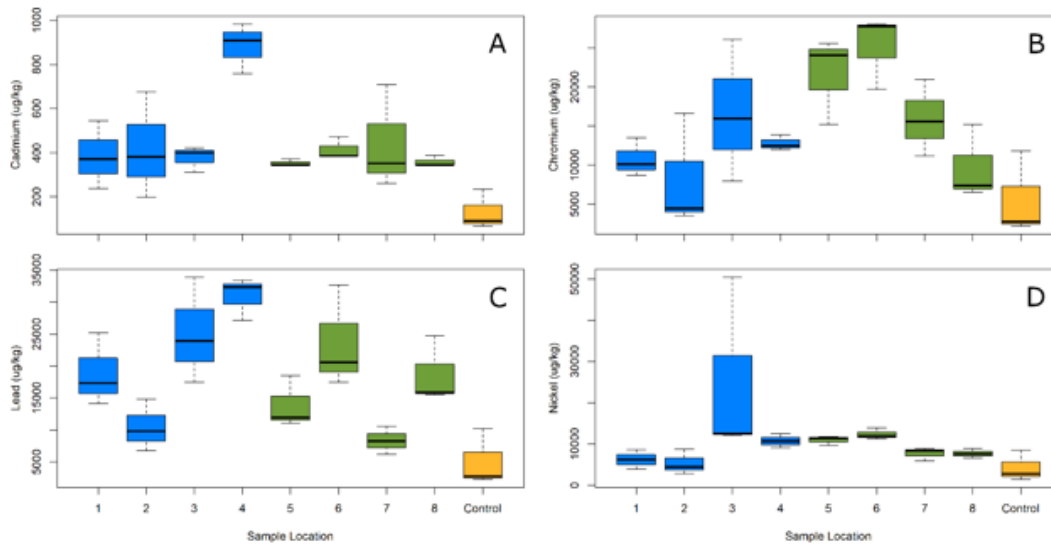 A
Cadmium (ug/kg)
1000
800
600
400
200
B
Chromium (ug/kg)
20000
10000
5000
C
Lead (ug/kg)
35000
25000
15000
5000
1 2 3 4 5 6 7 8 Control
Sample Location
D
Nickel (ug/kg)
50000
30000
10000
0
1 2 3 4 5 6 7 8 Control
Sample Location